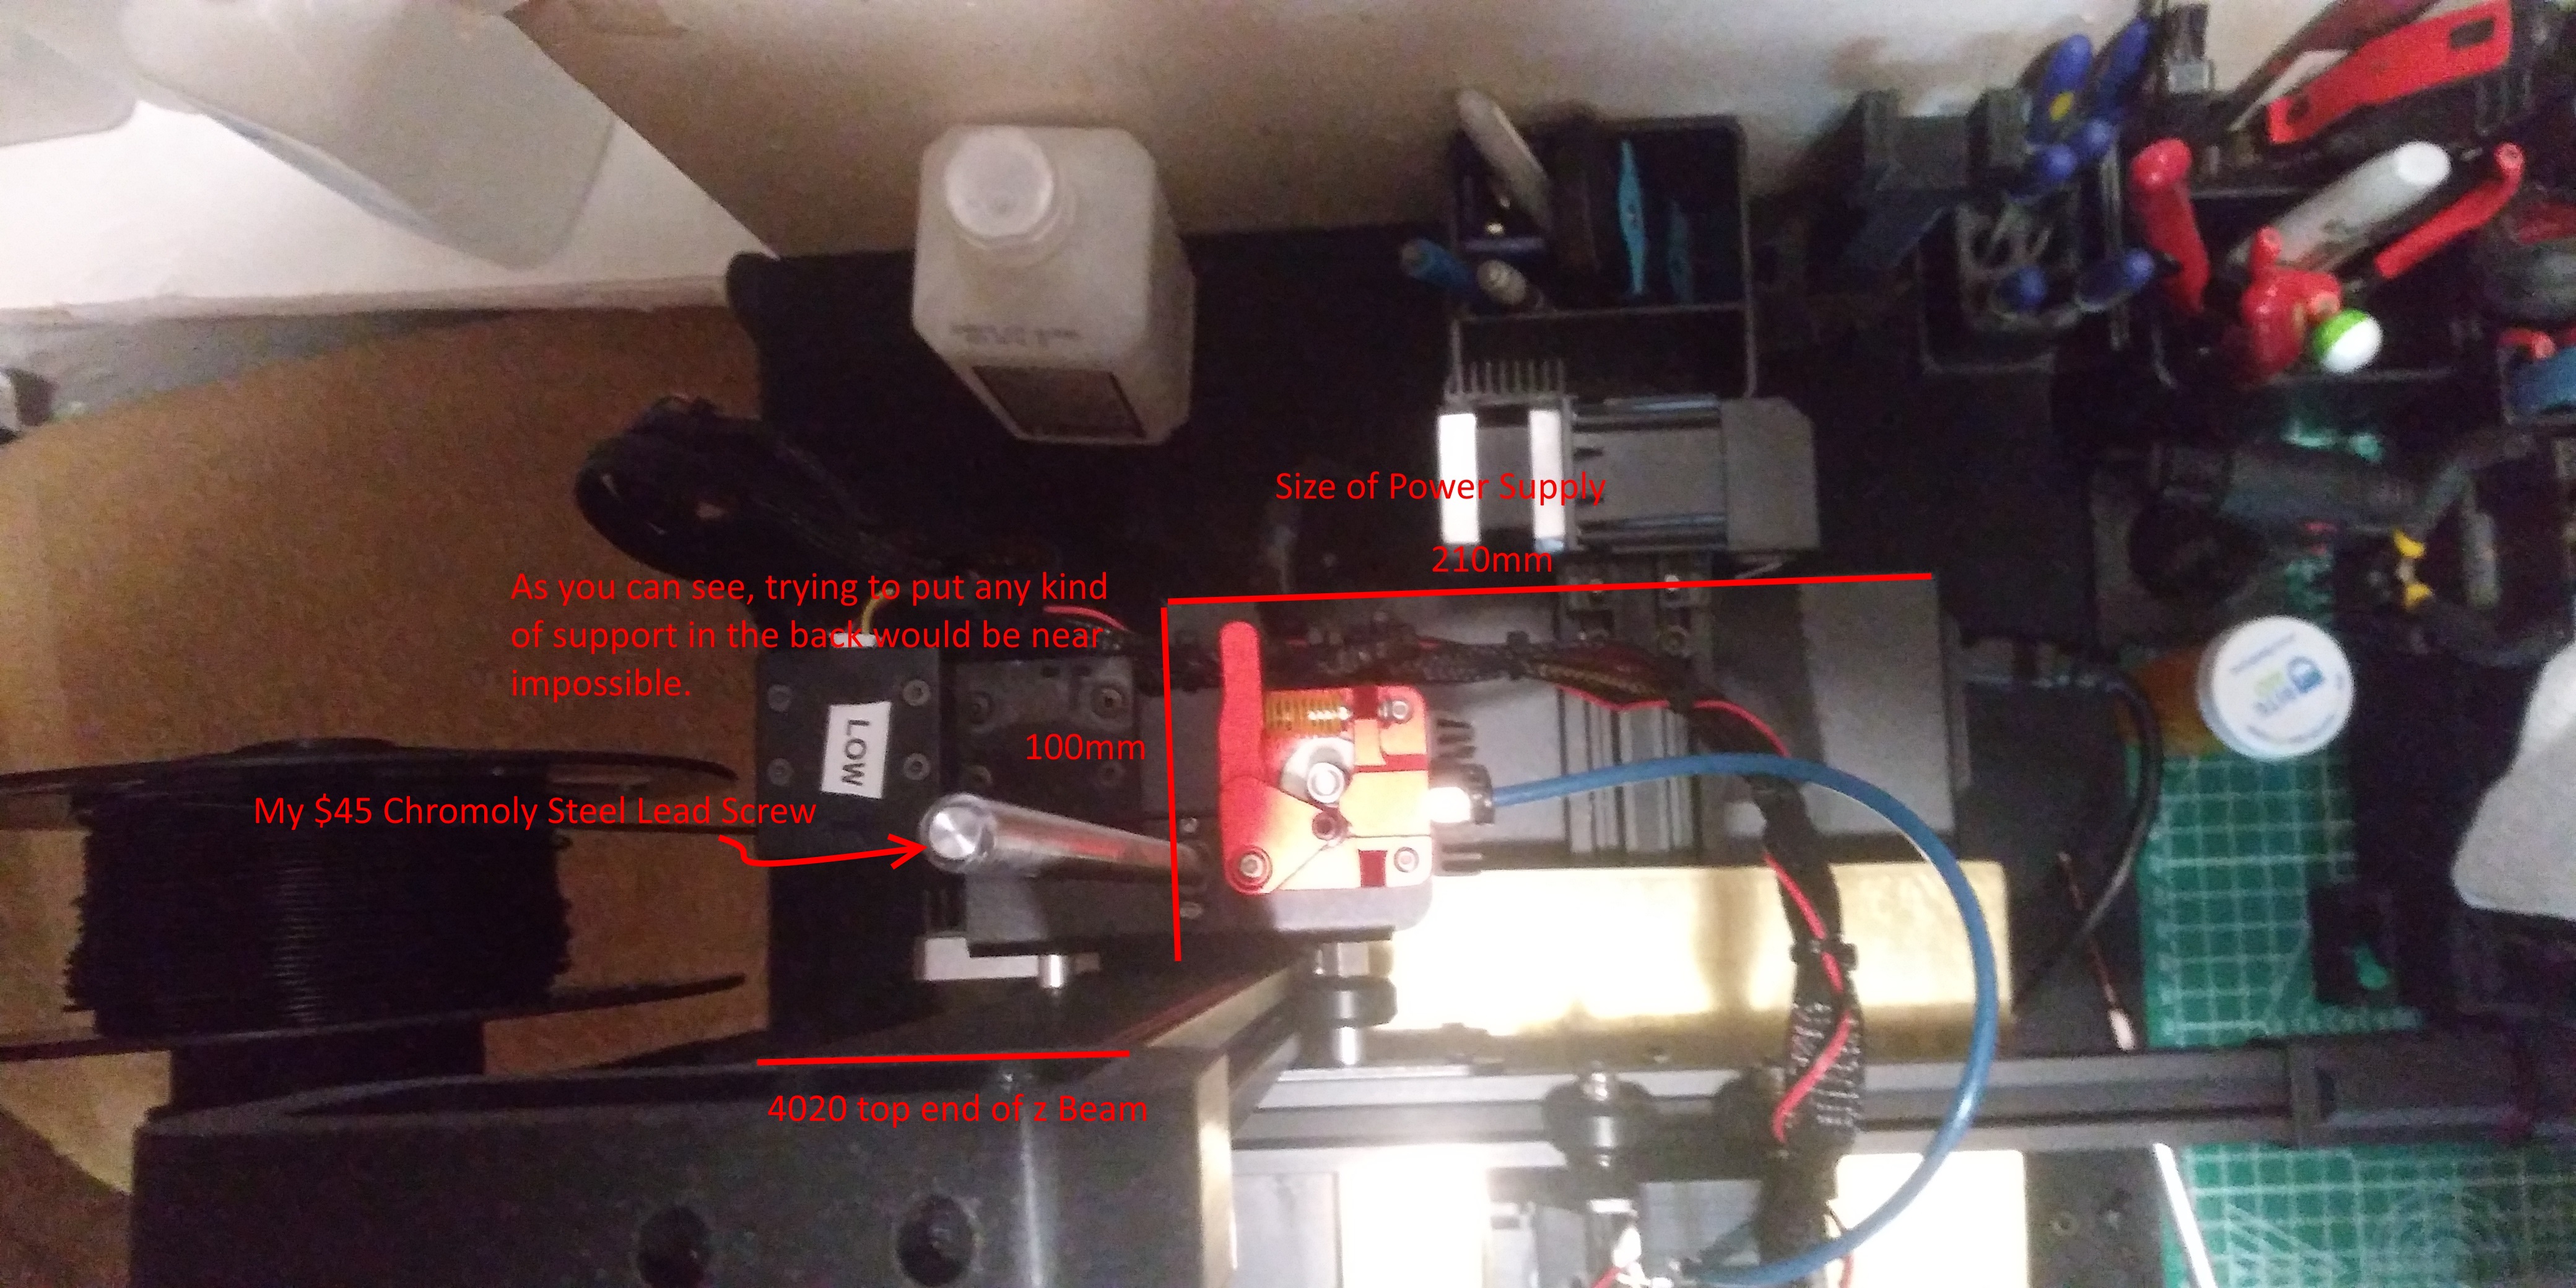 Size of Power Supply
210mm
As you can see, trying to put any kind
of support in the back would be near
impossible.
LOW
100mm
My $45 Chromoly Steel Lead Screw
4020 top end of z Beam